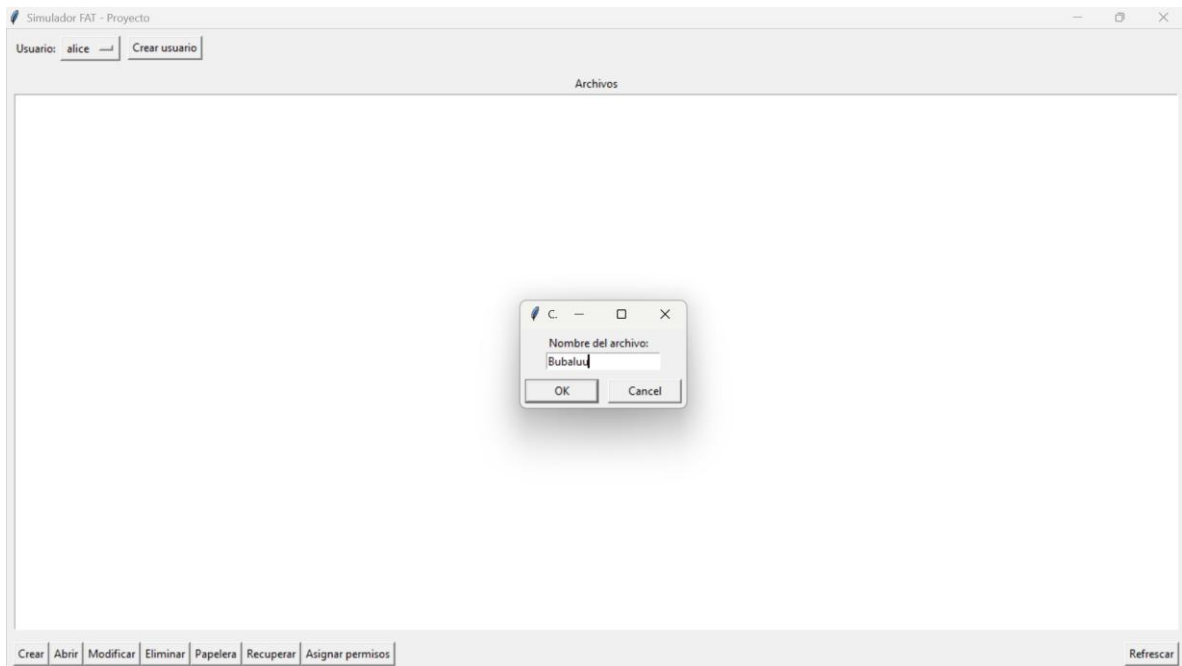 Simulador FAT - Proyecto
Usuario: alice Crear usuario
Archivos
C.
Nombre del archivo:
Bubaluu
OK Cancel
Crear Abrir Modificar Eliminar Papelera Recuperar Asignar permisos Refrescar